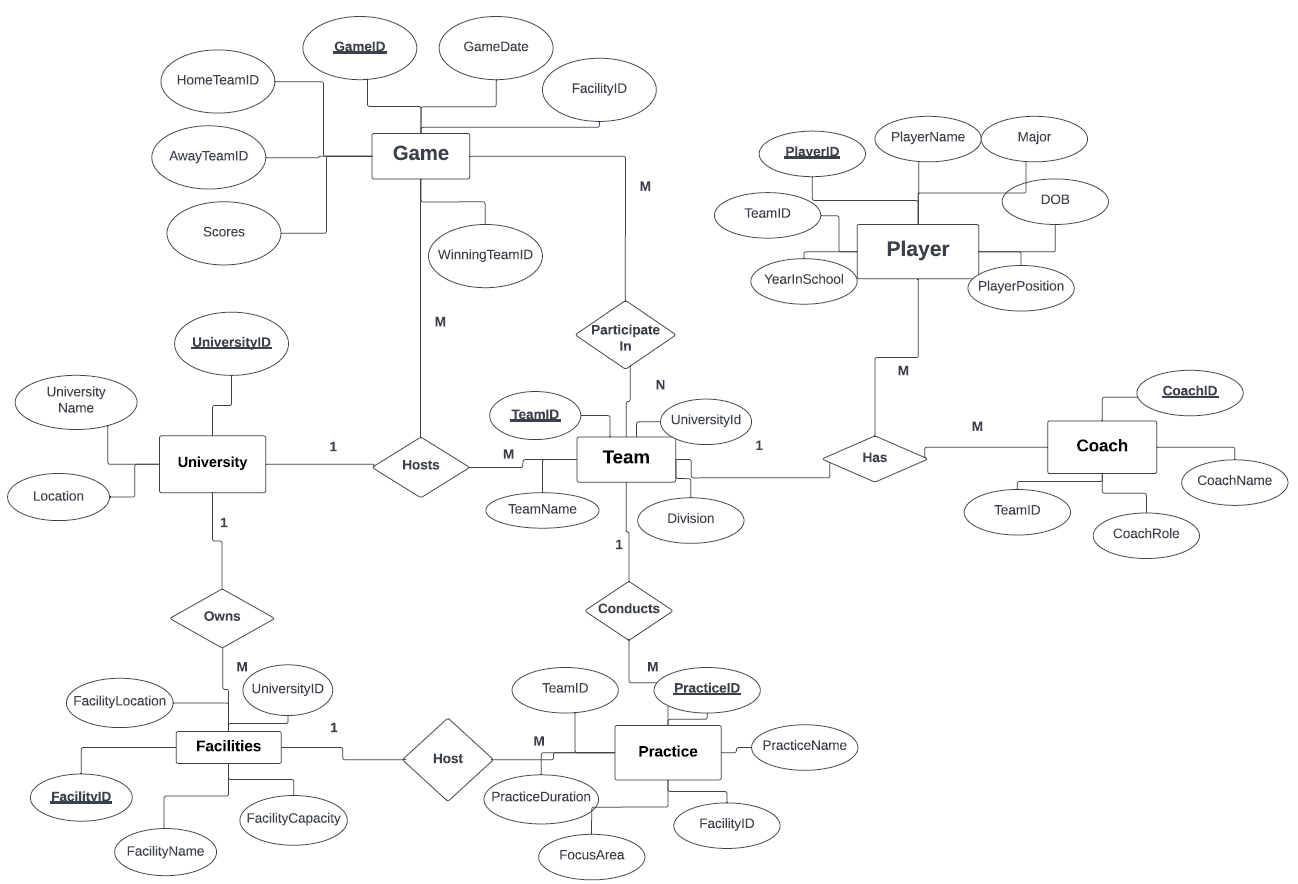 GameID
GameDate
HomeTeamID
FacilityID
AwayTeamID
Game
Scores
WinningTeamID
M
M
PlayerID
PlayerName
Major
TeamID
DOB
Player
YearInSchool
PlayerPosition
Participate
In
N
M
UniversityID
University
Name
University
Location
1
Hosts
M
TeamID
UniversityId
Team
TeamName
Division
1
Has
M
CoachID
Coach
CoachName
TeamID
CoachRole
1
1
Owns
Conducts
M
M
FacilityLocation
UniversityID
Facilities
FacilityID
FacilityCapacity
FacilityName
1
Host
M
TeamID
PracticeID
Practice
PracticeName
PracticeDuration
FacilityID
FocusArea